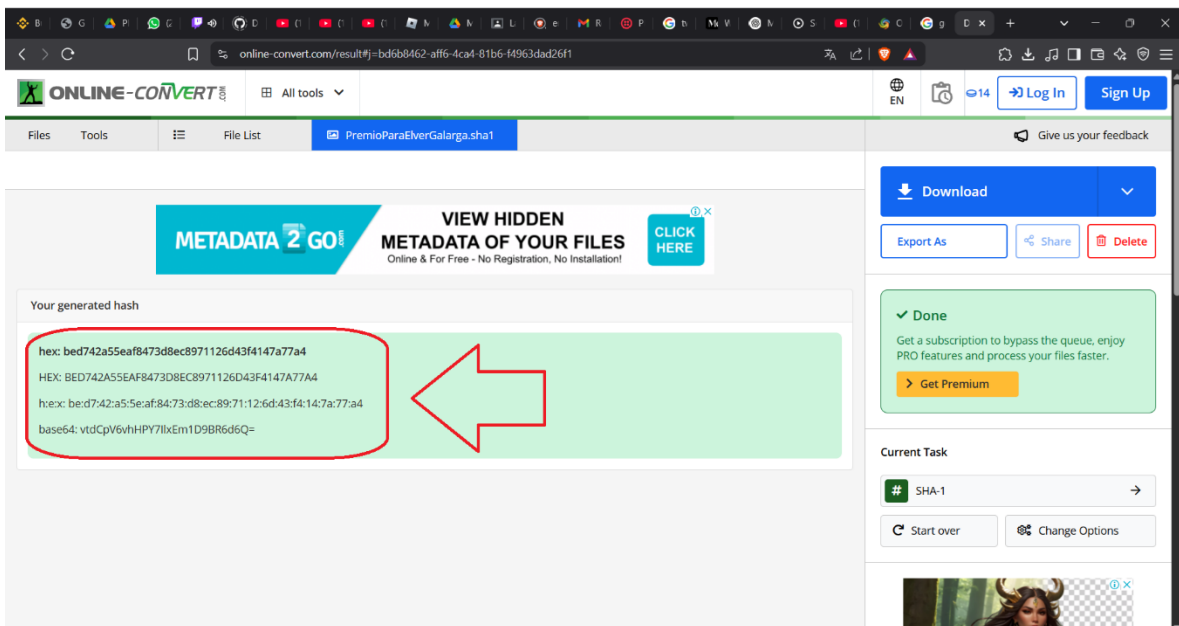 B
G
D
PI
G
(1
(1
(1
M
L
e
M R
P
S
(1
C
g
D
online-convert.com/result#j=bd6b8462-aff6-4ca4-81b6-f4963dad26f1
ONLINE-CONVERT.COM
All tools
EN
14
Log In
Sign Up
Files
Tools
File List
PremioParaElverGalarga.sha1
Give us your feedback
METADATA 2 GO.com
VIEW HIDDEN
METADATA OF YOUR FILES
Online & For Free - No Registration, No Installation!
CLICK
HERE
Download
Export As
Share
Delete
Your generated hash
hex: bed742a55eaf8473d8ec8971126d43f4147a77a4
HEX: BED742A55EAF8473D8EC8971126D43F4147A77A4
h:e:x: be:d7:42:a5:5e:af:84:73:d8:ec:89:71:12:6d:43:f4:14:7a:77:a4
base64: vtdCpV6vhHPY7IlxEm1D9BR6d6Q=
Done
Get a subscription to bypass the queue, enjoy
PRO features and process your files faster.
Get Premium
Current Task
# SHA-1
Start over
Change Options